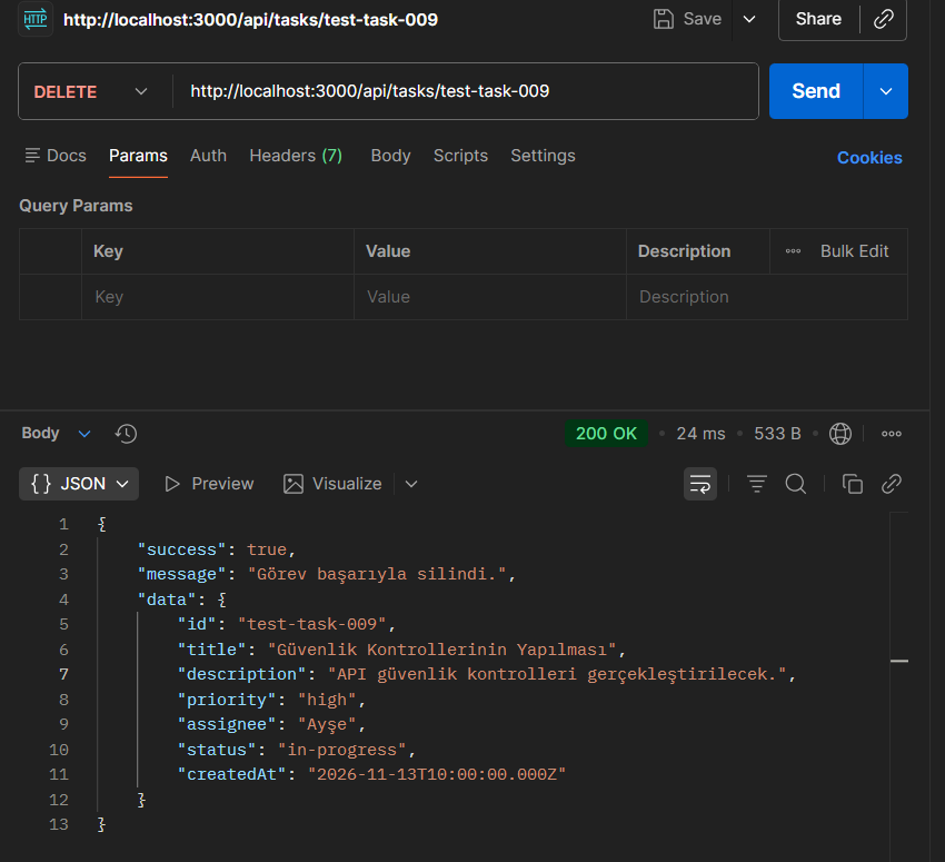 HTTP http://localhost:3000/api/tasks/test-task-009 Save Share
DELETE http://localhost:3000/api/tasks/test-task-009 Send
Docs Params Auth Headers (7) Body Scripts Settings Cookies
Query Params
Key Value Description Bulk Edit
Key Value Description
Body 200 OK • 24 ms • 533 B •
{} JSON Preview Visualize
1 {
2 "success": true,
3 "message": "Görev başarıyla silindi.",
4 "data": {
5 "id": "test-task-009",
6 "title": "Güvenlik Kontrollerinin Yapılması",
7 "description": "API güvenlik kontrolleri gerçekleştirilecek.",
8 "priority": "high",
9 "assignee": "Ayşe",
10 "status": "in-progress",
11 "createdAt": "2026-11-13T10:00:00.000Z"
12 }
13 }